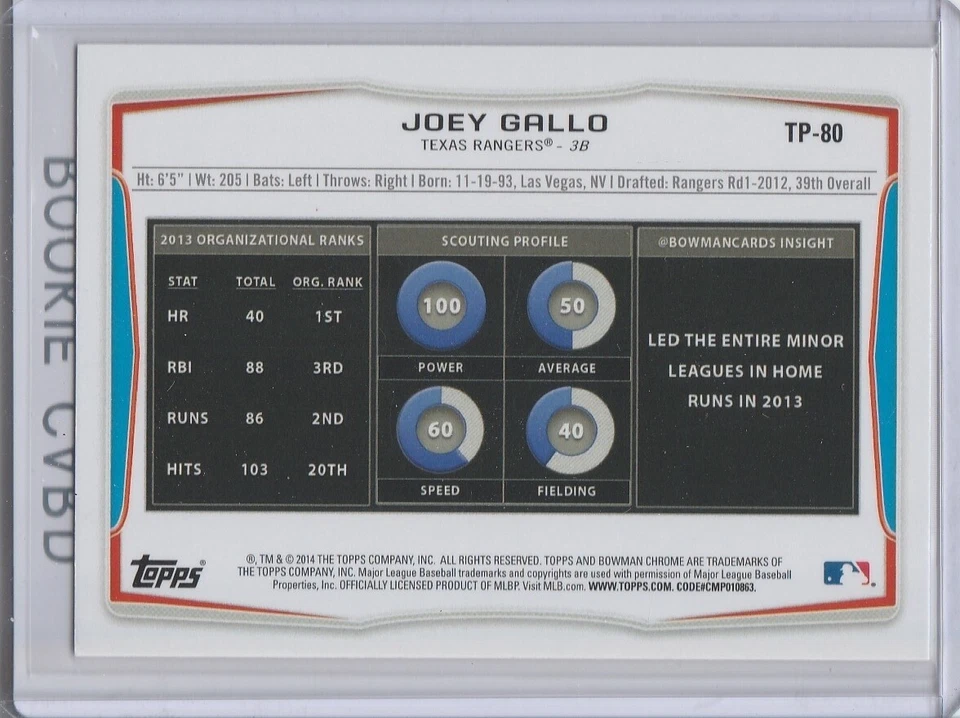 JOEY GALLO
TP-80
TEXAS RANGERS® - 3B
Ht: 6'5" | Wt: 205 | Bats: Left | Throws: Right | Born: 11-19-93, Las Vegas, NV | Drafted: Rangers Rd1-2012, 39th Overall
2013 ORGANIZATIONAL RANKS
STAT TOTAL ORG. RANK
HR 40 1ST
RBI 88 3RD
RUNS 86 2ND
HITS 103 20TH
SCOUTING PROFILE
100 50
POWER AVERAGE
60 40
SPEED FIELDING
@BOWMANCARDS INSIGHT
LED THE ENTIRE MINOR
LEAGUES IN HOME
RUNS IN 2013
Topps®
®, TM & © 2014 THE TOPPS COMPANY, INC. ALL RIGHTS RESERVED. TOPPS AND BOWMAN CHROME ARE TRADEMARKS OF
THE TOPPS COMPANY, INC. Major League Baseball trademarks and copyrights are used with permission of Major League Baseball
Properties, Inc. OFFICIALLY LICENSED PRODUCT OF MLBP. Visit MLB.com. WWW.TOPPS.COM. CODE#CMP010863.